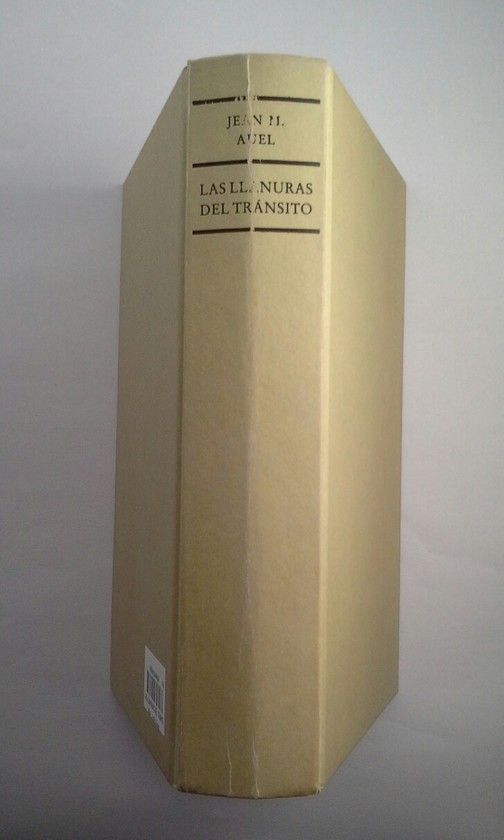 JEAN M.
AUEL
LAS LLANURAS
DEL TRÁNSITO